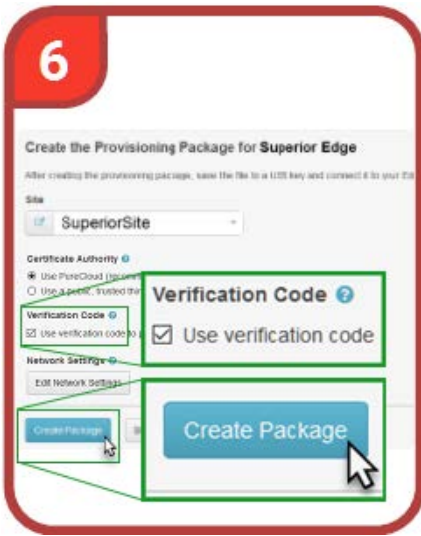 6
Create the Provisioning Package for Superior Edge
After creating the provisioning package, save the file to a USB key and connect it to your
Site
SuperiorSite
Certificate Authority
Use PureCloud
Use a public, trusted
Verification Code
Use verification code to
Verification Code
Use verification code
Network Settings
Edit Network Settings
Create Package
Create Package